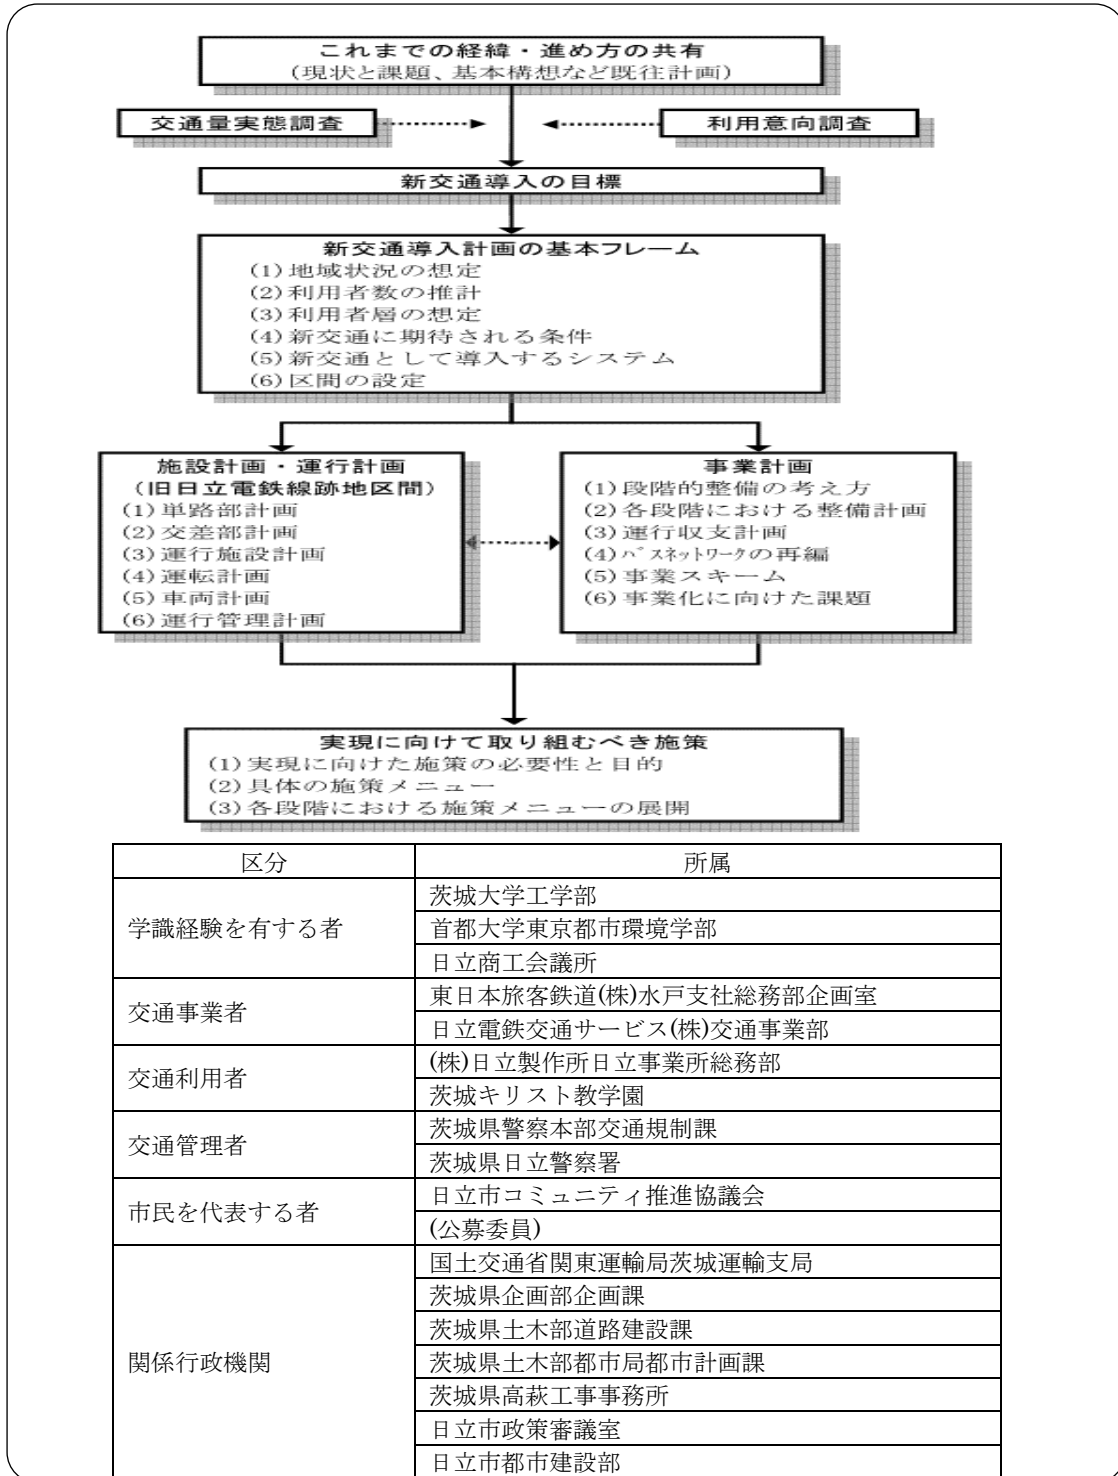 これまでの経緯・進め方の共有
(現状と課題、基本構想など既往計画)
交通量実態調査
利用意向調査
新交通導入の目標
新交通導入計画の基本フレーム
(1)地域状況の想定
(2)利用者数の推計
(3)利用者層の想定
(4)新交通に期待される条件
(5)新交通として導入するシステム
(6)区間の設定
施設計画・運行計画
(旧日立電鉄線跡地区間)
(1)単路部計画
(2)交差部計画
(3)運行施設計画
(4)運転計画
(5)車両計画
(6)運行管理計画
事業計画
(1)段階的整備の考え方
(2)各段階における整備計画
(3)運行収支計画
(4)バスネットワークの再編
(5)事業スキーム
(6)事業化に向けた課題
実現に向けて取り組むべき施策
(1)実現に向けた施策の必要性と目的
(2)具体の施策メニュー
(3)各段階における施策メニューの展開
区分 所属
学識経験を有する者
茨城大学工学部
首都大学東京都市環境学部
日立商工会議所
交通事業者
東日本旅客鉄道(株)水戸支社総務部企画室
日立電鉄交通サービス(株)交通事業部
交通利用者
(株)日立製作所日立事業所総務部
茨城キリスト教学園
交通管理者
茨城県警察本部交通規制課
茨城県日立警察署
市民を代表する者
日立市コミュニティ推進協議会
(公募委員)
関係行政機関
国土交通省関東運輸局茨城運輸支局
茨城県企画部企画課
茨城県土木部道路建設課
茨城県土木部都市局都市計画課
茨城県高萩工事事務所
日立市政策審議室
日立市都市建設部